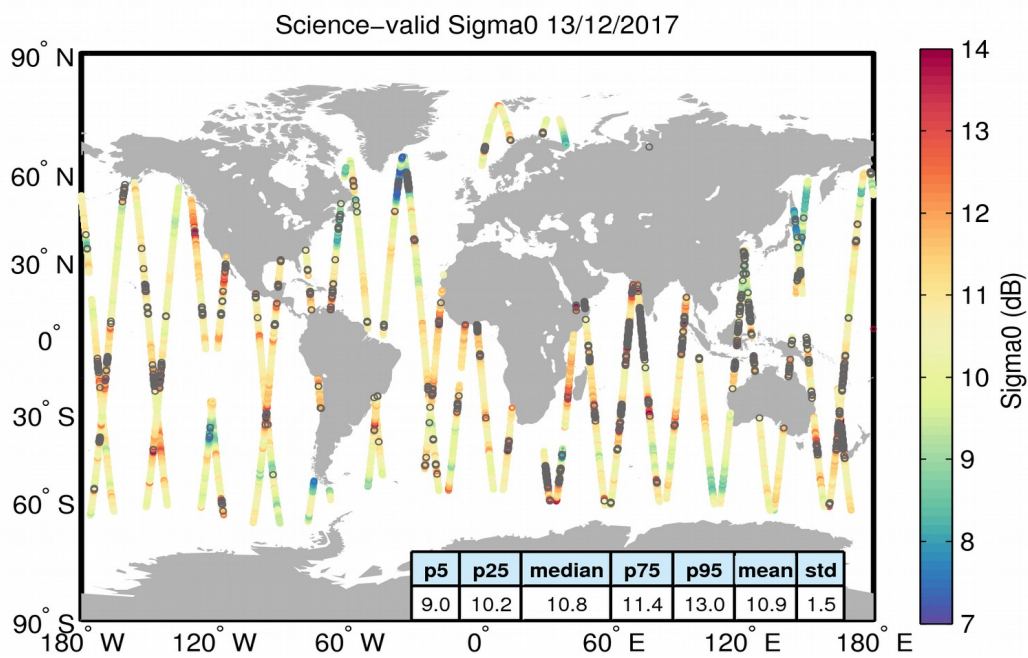 Science−valid Sigma0 13/12/2017
90° N
60° N
30° N
0°
30° S
60° S
90° S
180° W 120° W 60° W 0° 60° E 120° E 180° E
14
13
12
11
10
9
8
7
Sigma0 (dB)
p5 p25 median p75 p95 mean std
9.0 10.2 10.8 11.4 13.0 10.9 1.5